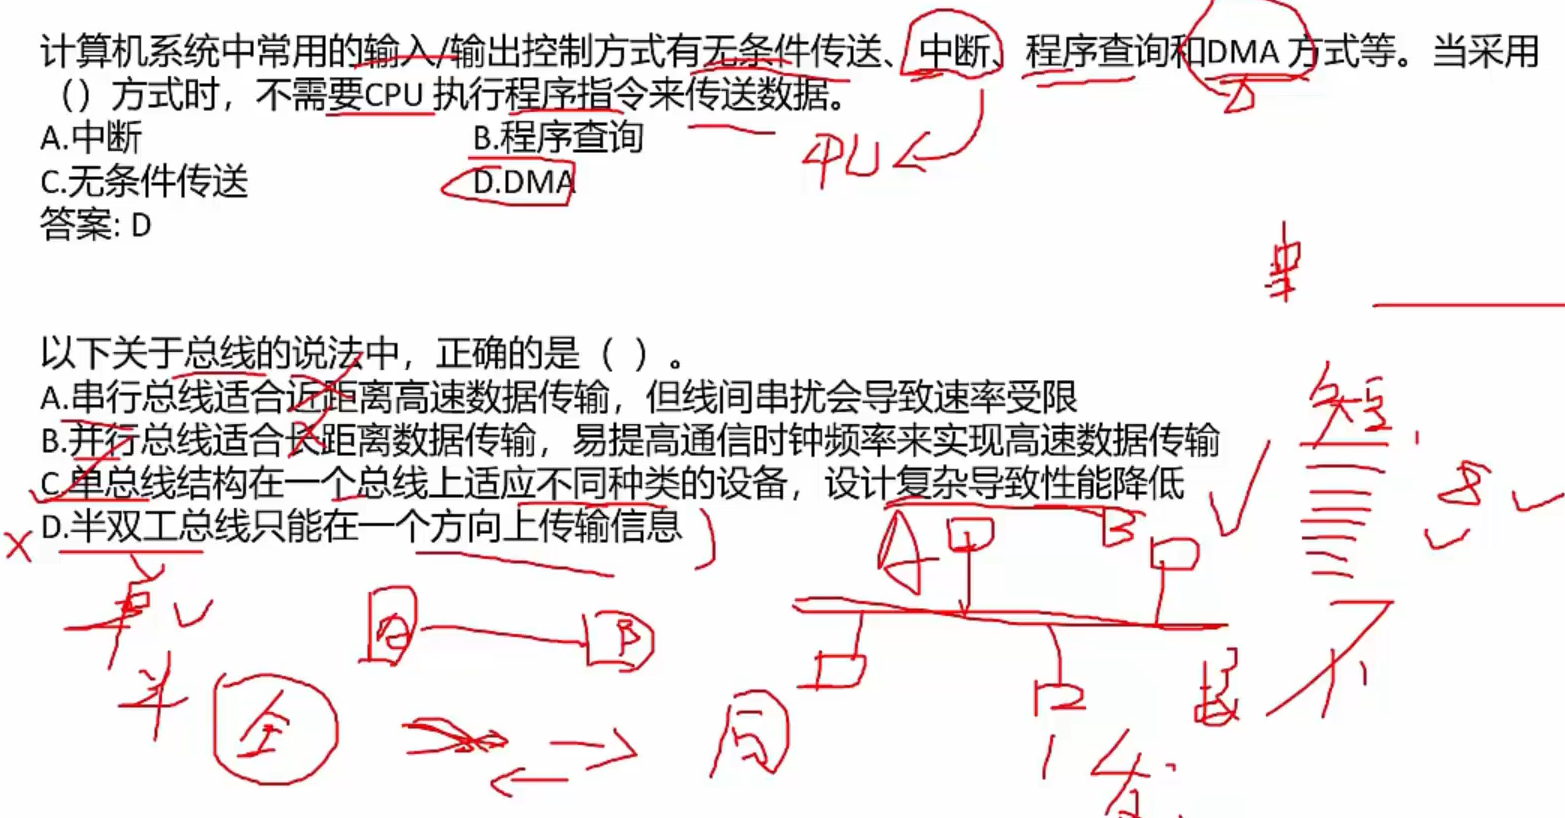 计算机系统中常用的输入/输出控制方式有无条件传送、中断、程序查询和DMA 方式等。当采用
（）方式时，不需要CPU 执行程序指令来传送数据。
A.中断 B.程序查询
C.无条件传送 D.DMA
答案: D
串
以下关于总线的说法中，正确的是（ ）。
A.串行总线适合近距离高速数据传输，但线间串扰会导致速率受限
B.并行总线适合长距离数据传输，易提高通信时钟频率来实现高速数据传输
C.单总线结构在一个总线上适应不同种类的设备，设计复杂导致性能降低
D.半双工总线只能在一个方向上传输信息
短
A B
单
A B
半
全
同